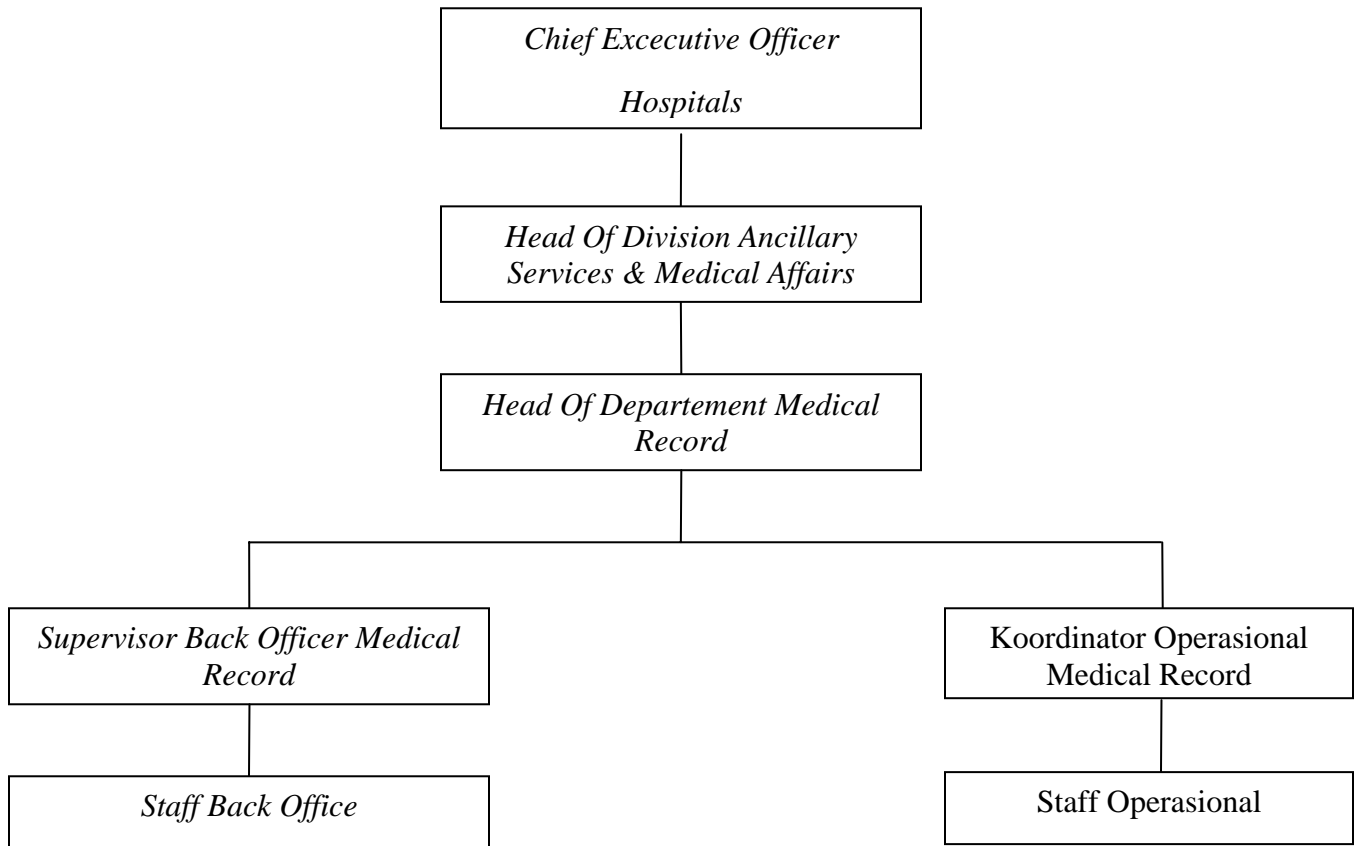 Chief Excecutive Officer
Hospitals
Head Of Division Ancillary
Services & Medical Affairs
Head Of Departement Medical
Record
Supervisor Back Officer Medical
Record
Koordinator Operasional
Medical Record
Staff Back Office
Staff Operasional